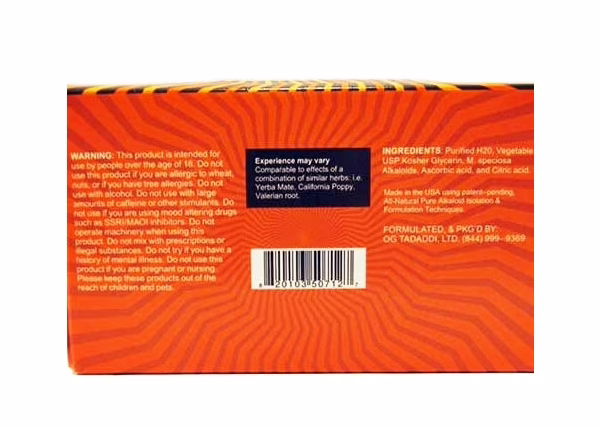 WARNING: This product is intended for
use by people over the age of 18. Do not
use this product if you are allergic to wheat,
nuts, or if you have tree allergies. Do not
use with alcohol. Do not use with large
amounts of caffeine or other stimulants. Do
not use if you are using mood altering drugs
such as SSRI/MAOI inhibitors. Do not
operate machinery when using this
product. Do not mix with prescriptions or
illegal substances. Do not try if you have a
history of mental illness. Do not use this
product if you are pregnant or nursing.
Please keep these products out of the
reach of children and pets.
Experience may vary
Comparable to effects of a
combination of similar herbs: i.e.
Yerba Mate, California Poppy,
Valerian root.
8 20103 50712 7
INGREDIENTS: Purified H20, Vegetable
USP Kosher Glycerin, M. speciosa
Alkaloids, Ascorbic acid, and Citric acid.
Made in the USA using patent-pending,
All-Natural Pure Alkaloid Isolation &
Formulation Techniques.
FORMULATED, & PKG'D BY:
OG TADADDI, LTD. (844) 999-9369